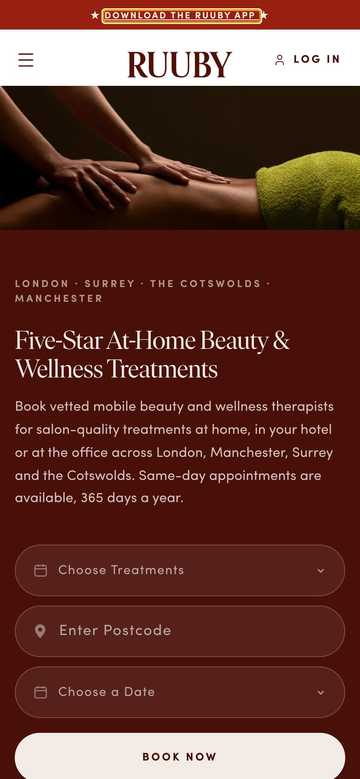 ★ DOWNLOAD THE RUUBY APP ★
RUUBY
LOG IN
LONDON · SURREY · THE COTSWOLDS ·
MANCHESTER
Five-Star At-Home Beauty &
Wellness Treatments
Book vetted mobile beauty and wellness therapists
for salon-quality treatments at home, in your hotel
or at the office across London, Manchester, Surrey
and the Cotswolds. Same-day appointments are
available, 365 days a year.
Choose Treatments
Enter Postcode
Choose a Date
BOOK NOW